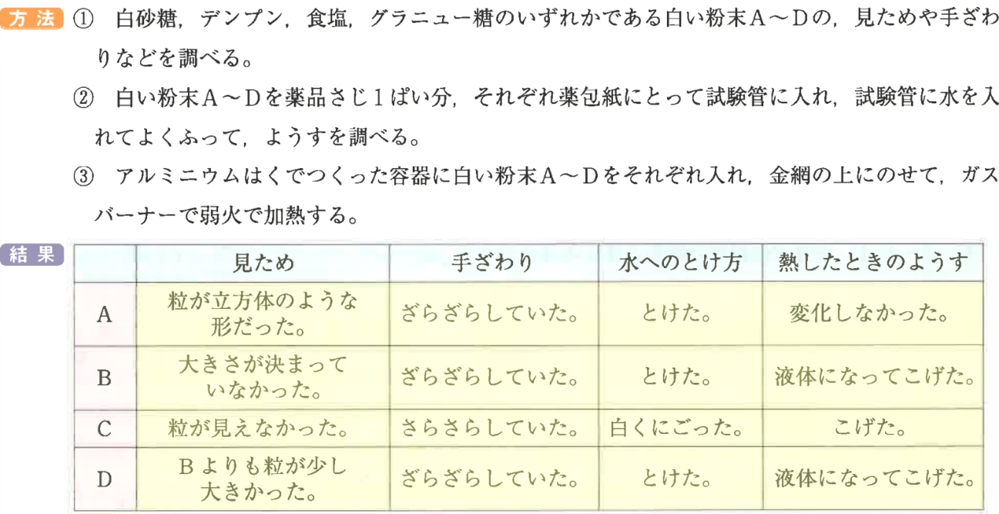 方法 ① 白砂糖，デンプン，食塩，グラニュー糖のいずれかである白い粉末A～Dの，見ためや手ざわ
りなどを調べる。
② 白い粉末A～Dを薬品さじ1ぱい分，それぞれ薬包紙にとって試験管に入れ，試験管に水を入
れてよくふって，ようすを調べる。
③ アルミニウムはくでつくった容器に白い粉末A～Dをそれぞれ入れ，金網の上にのせて，ガス
バーナーで弱火で加熱する。
結果
見ため 手ざわり 水へのとけ方 熱したときのようす
A 粒が立方体のような
形だった。 ざらざらしていた。 とけた。 変化しなかった。
B 大きさが決まって
いなかった。 ざらざらしていた。 とけた。 液体になってこげた。
C 粒が見えなかった。 さらさらしていた。 白くにごった。 こげた。
D Bよりも粒が少し
大きかった。 ざらざらしていた。 とけた。 液体になってこげた。